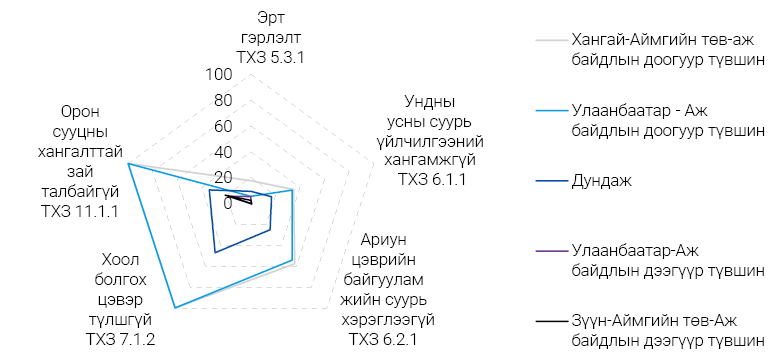 Эрт
гэрлэлт
ТХЗ 5.3.1
100
80
60
40
20
0
Ундны
усны суурь
үйлчилгээний
хангамжгүй
ТХЗ 6.1.1
Ариун
цэврийн
байгуулам
жийн суурь
хэрэглээгүй
ТХЗ 6.2.1
Хоол
болгох
цэвэр
түлшгүй
ТХЗ 7.1.2
Орон
сууцны
хангалттай
зай
талбайгүй
ТХЗ 11.1.1
Хангай-Аймгийн төв-аж
байдлын доогуур түвшин
Улаанбаатар - Аж
байдлын доогуур түвшин
Дундаж
Улаанбаатар-Аж
байдлын дээгүүр түвшин
Зүүн-Аймгийн төв-Аж
байдлын дээгүүр түвшин